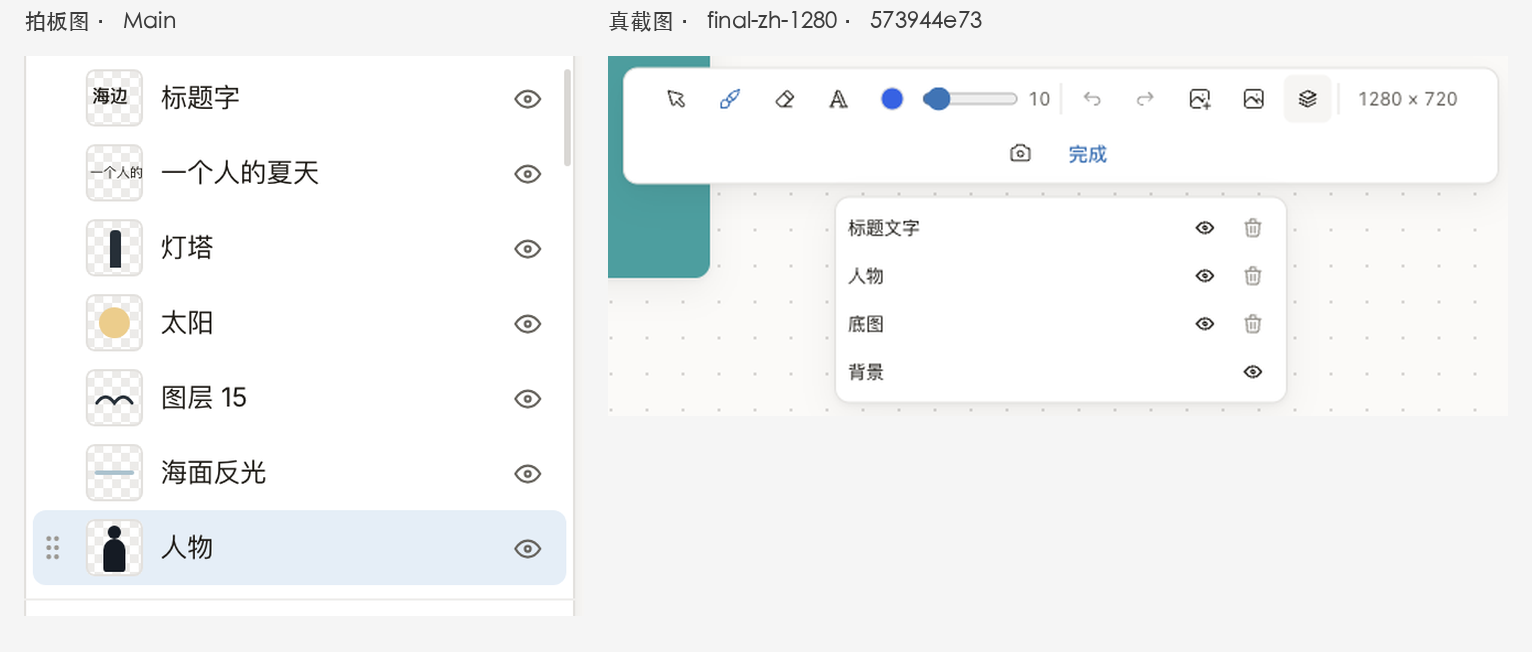 拍板图 · Main
真截图 · final-zh-1280 · 573944e73
海边 标题字
一个人的 一个人的夏天
灯塔
太阳
图层 15
海面反光
人物
10
1280 × 720
完成
标题文字
人物
底图
背景